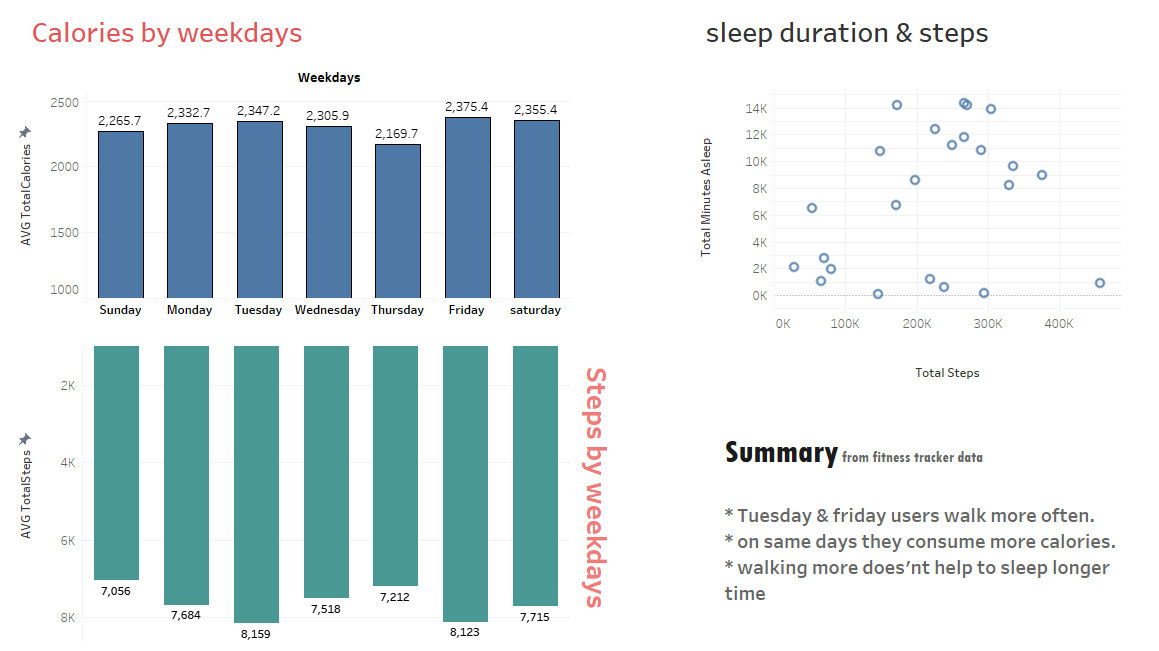 Calories by weekdays
Weekdays
2500
2000
1500
1000
AVG TotalCalories
2,265.7
2,332.7
2,347.2
2,305.9
2,169.7
2,375.4
2,355.4
Sunday Monday Tuesday Wednesday Thursday Friday saturday
2K
4K
6K
8K
AVG TotalSteps
7,056
7,684
8,159
7,518
7,212
8,123
7,715
Steps by weekdays
sleep duration & steps
14K
12K
10K
8K
6K
4K
2K
0K
Total Minutes Asleep
0K 100K 200K 300K 400K
Total Steps
Summary from fitness tracker data
* Tuesday & friday users walk more often.
* on same days they consume more calories.
* walking more does’nt help to sleep longer
time